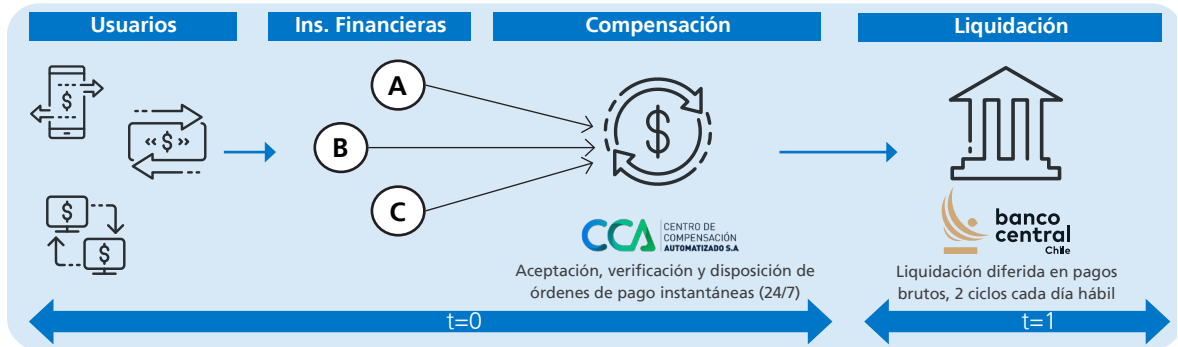 Usuarios
Ins. Financieras
Compensación
Liquidación
$
‹‹ $ ››
$
$
A
B
C
$
CCA
CENTRO DE
COMPENSACIÓN
AUTOMATIZADO S.A
banco
central
Chile
Aceptación, verificación y disposición de
órdenes de pago instantáneas (24/7)
Liquidación diferida en pagos
brutos, 2 ciclos cada día hábil
t=0
t=1